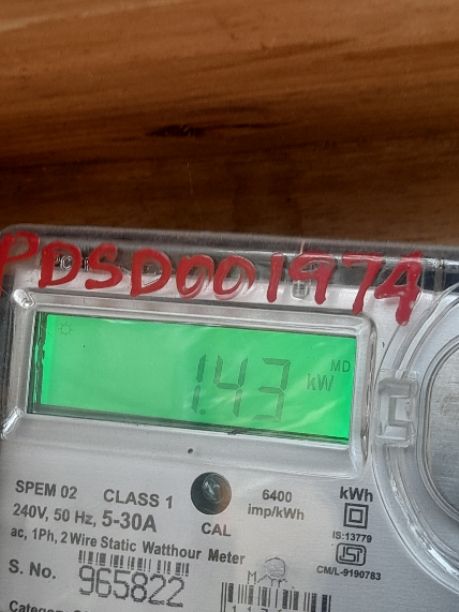 PDSD001974
MD
1.43 kW
SPEM 02 CLASS 1
240V, 50 Hz, 5-30A
ac, 1Ph, 2 Wire Static Watthour Meter
CAL
6400
imp/kWh
kWh
IS:13779
ISI
CM/L-9190783
S. No. 965822